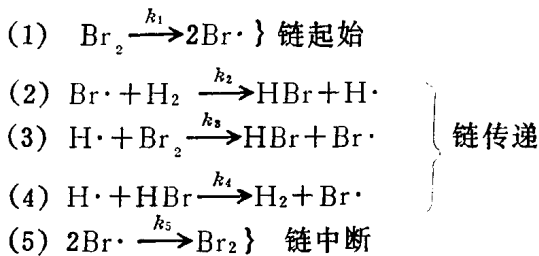 (1) Br₂ —k₁→ 2Br· } 链起始
(2) Br· + H₂ —k₂→ HBr + H·
(3) H· + Br₂ —k₃→ HBr + Br· } 链传递
(4) H· + HBr —k₄→ H₂ + Br·
(5) 2Br· —k₅→ Br₂ } 链中断